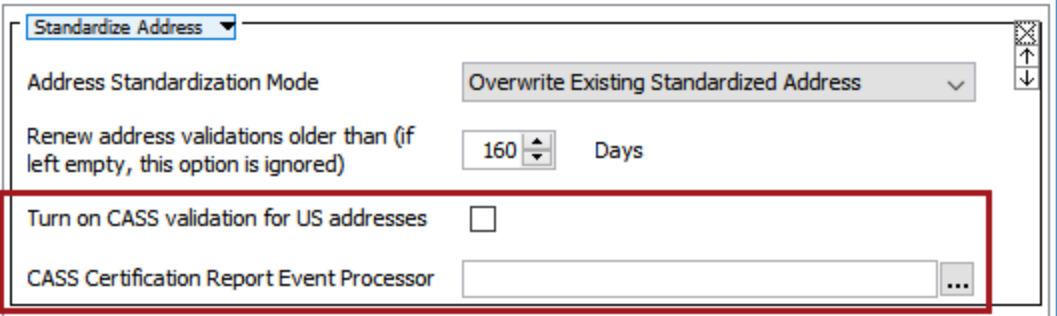 Standardize Address
Address Standardization Mode
Overwrite Existing Standardized Address
Renew address validations older than (if
left empty, this option is ignored)
160
Days
Turn on CASS validation for US addresses
CASS Certification Report Event Processor
...